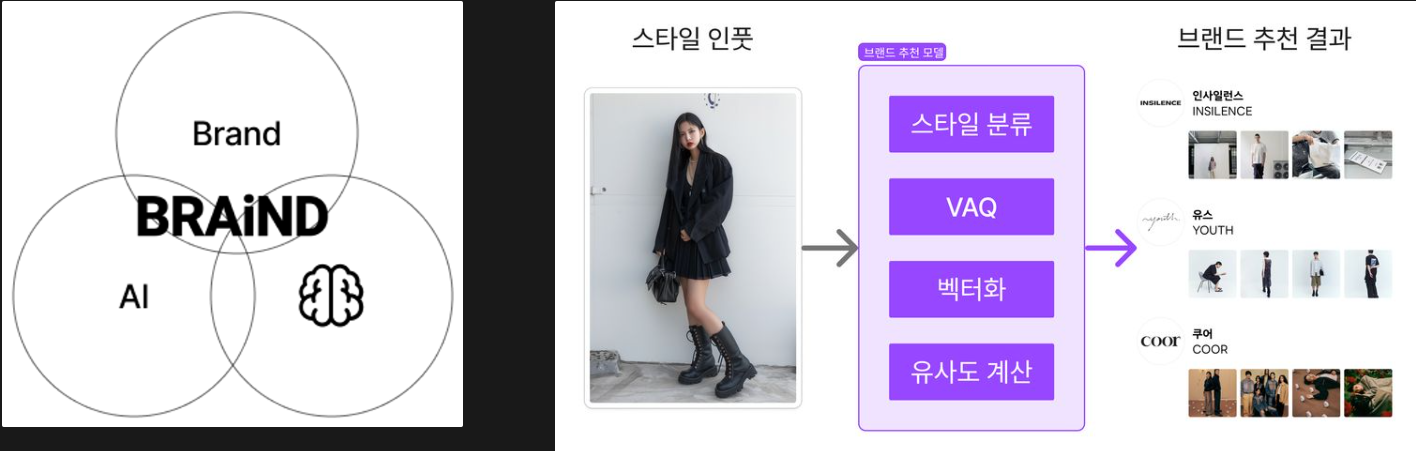 Brand
BRAiND
AI
스타일 인풋
브랜드 추천 모델
스타일 분류
VAQ
벡터화
유사도 계산
브랜드 추천 결과
INSILENCE
인사일런스
INSILENCE
youth
유스
YOUTH
coor
쿠어
COOR